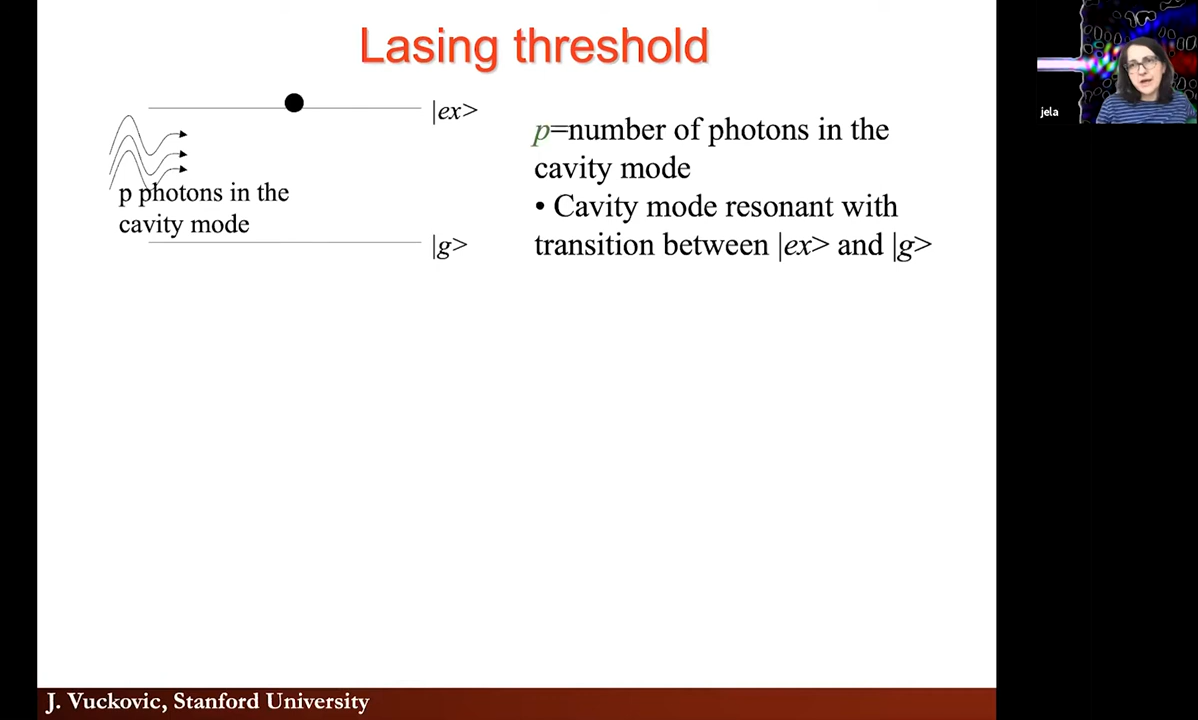 Lasing threshold
|ex>
p photons in the
cavity mode
|g>
p=number of photons in the
cavity mode
• Cavity mode resonant with
transition between |ex> and |g>
jela
J. Vuckovic, Stanford University